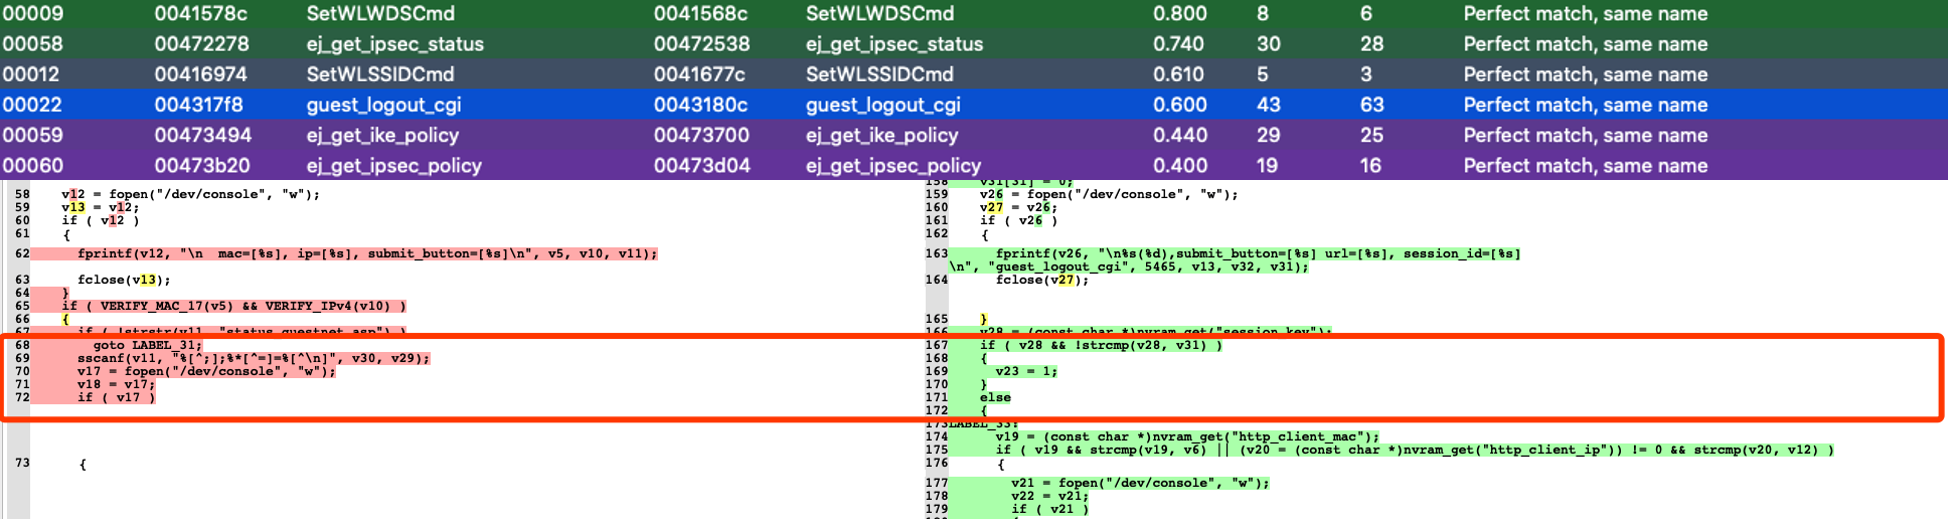 00009 0041578c SetWLWDSCmd 0041568c SetWLWDSCmd 0.800 8 6 Perfect match, same name
00058 00472278 ej_get_ipsec_status 00472538 ej_get_ipsec_status 0.740 30 28 Perfect match, same name
00012 00416974 SetWLSSIDCmd 0041677c SetWLSSIDCmd 0.610 5 3 Perfect match, same name
00022 004317f8 guest_logout_cgi 0043180c guest_logout_cgi 0.600 43 63 Perfect match, same name
00059 00473494 ej_get_ike_policy 00473700 ej_get_ike_policy 0.440 29 25 Perfect match, same name
00060 00473b20 ej_get_ipsec_policy 00473d04 ej_get_ipsec_policy 0.400 19 16 Perfect match, same name
58 v12 = fopen("/dev/console", "w");
59 v13 = v12;
60 if ( v12 )
61 {
62 fprintf(v12, "\n  mac=[%s], ip=[%s], submit_button=[%s]\n", v5, v10, v11);
63 fclose(v13);
64 }
65 if ( VERIFY_MAC_17(v5) && VERIFY_IPv4(v10) )
66 {
67 if ( !strstr(v11, "status_guestnet.asp") )
68 goto LABEL_31;
69 sscanf(v11, "%[^;];%*[^=]=%[^\n]", v30, v29);
70 v17 = fopen("/dev/console", "w");
71 v18 = v17;
72 if ( v17 )
73 {
158 v31[31] = 0;
159 v26 = fopen("/dev/console", "w");
160 v27 = v26;
161 if ( v26 )
162 {
163 fprintf(v26, "\n%s(%d),submit_button=[%s] url=[%s], session_id=[%s]
\n", "guest_logout_cgi", 5465, v13, v32, v31);
164 fclose(v27);
165 }
166 v28 = (const char *)nvram_get("session_key");
167 if ( v28 && !strcmp(v28, v31) )
168 {
169 v23 = 1;
170 }
171 else
172 {
173 LABEL_33:
174 v19 = (const char *)nvram_get("http_client_mac");
175 if ( v19 && strcmp(v19, v6) || (v20 = (const char *)nvram_get("http_client_ip")) != 0 && strcmp(v20, v12) )
176 {
177 v21 = fopen("/dev/console", "w");
178 v22 = v21;
179 if ( v21 )